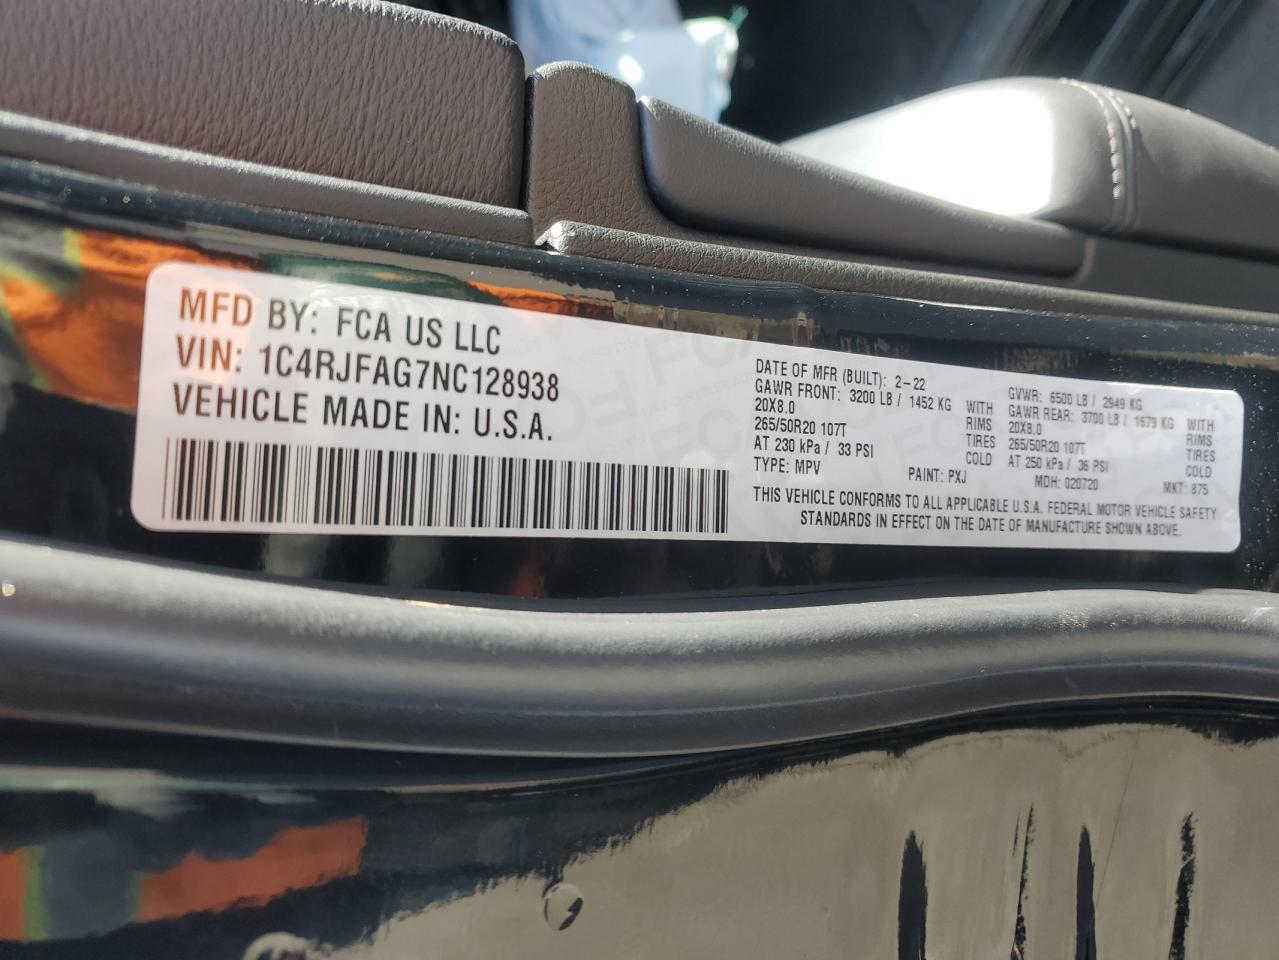 MFD BY: FCA US LLC
VIN: 1C4RJFAG7NC128938
VEHICLE MADE IN: U.S.A.
DATE OF MFR (BUILT): 2-22
GAWR FRONT: 3200 LB / 1452 KG WITH
20X8.0 RIMS
265/50R20 107T TIRES
AT 230 kPa / 33 PSI COLD
TYPE: MPV PAINT: PXJ
GVWR: 6500 LB / 2949 KG
GAWR REAR: 3700 LB / 1679 KG WITH
20X8.0 RIMS
265/50R20 107T TIRES
AT 250 kPa / 36 PSI COLD
MDH: 020720 MKT: 875
THIS VEHICLE CONFORMS TO ALL APPLICABLE U.S.A. FEDERAL MOTOR VEHICLE SAFETY
STANDARDS IN EFFECT ON THE DATE OF MANUFACTURE SHOWN ABOVE.